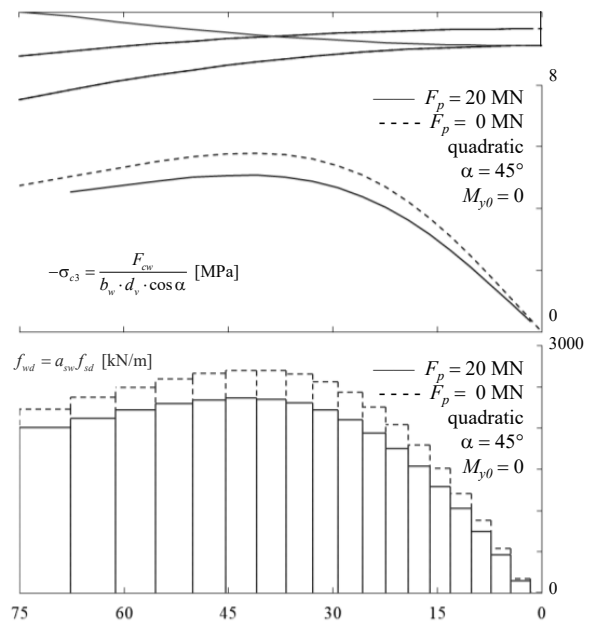 8
F_p = 20 MN
F_p = 0 MN
quadratic
α = 45°
M_y0 = 0
−σ_c3 = F_cw / (b_w · d_v · cos α) [MPa]
0
3000
f_wd = a_sw f_sd [kN/m]
F_p = 20 MN
F_p = 0 MN
quadratic
α = 45°
M_y0 = 0
0
75 60 45 30 15 0